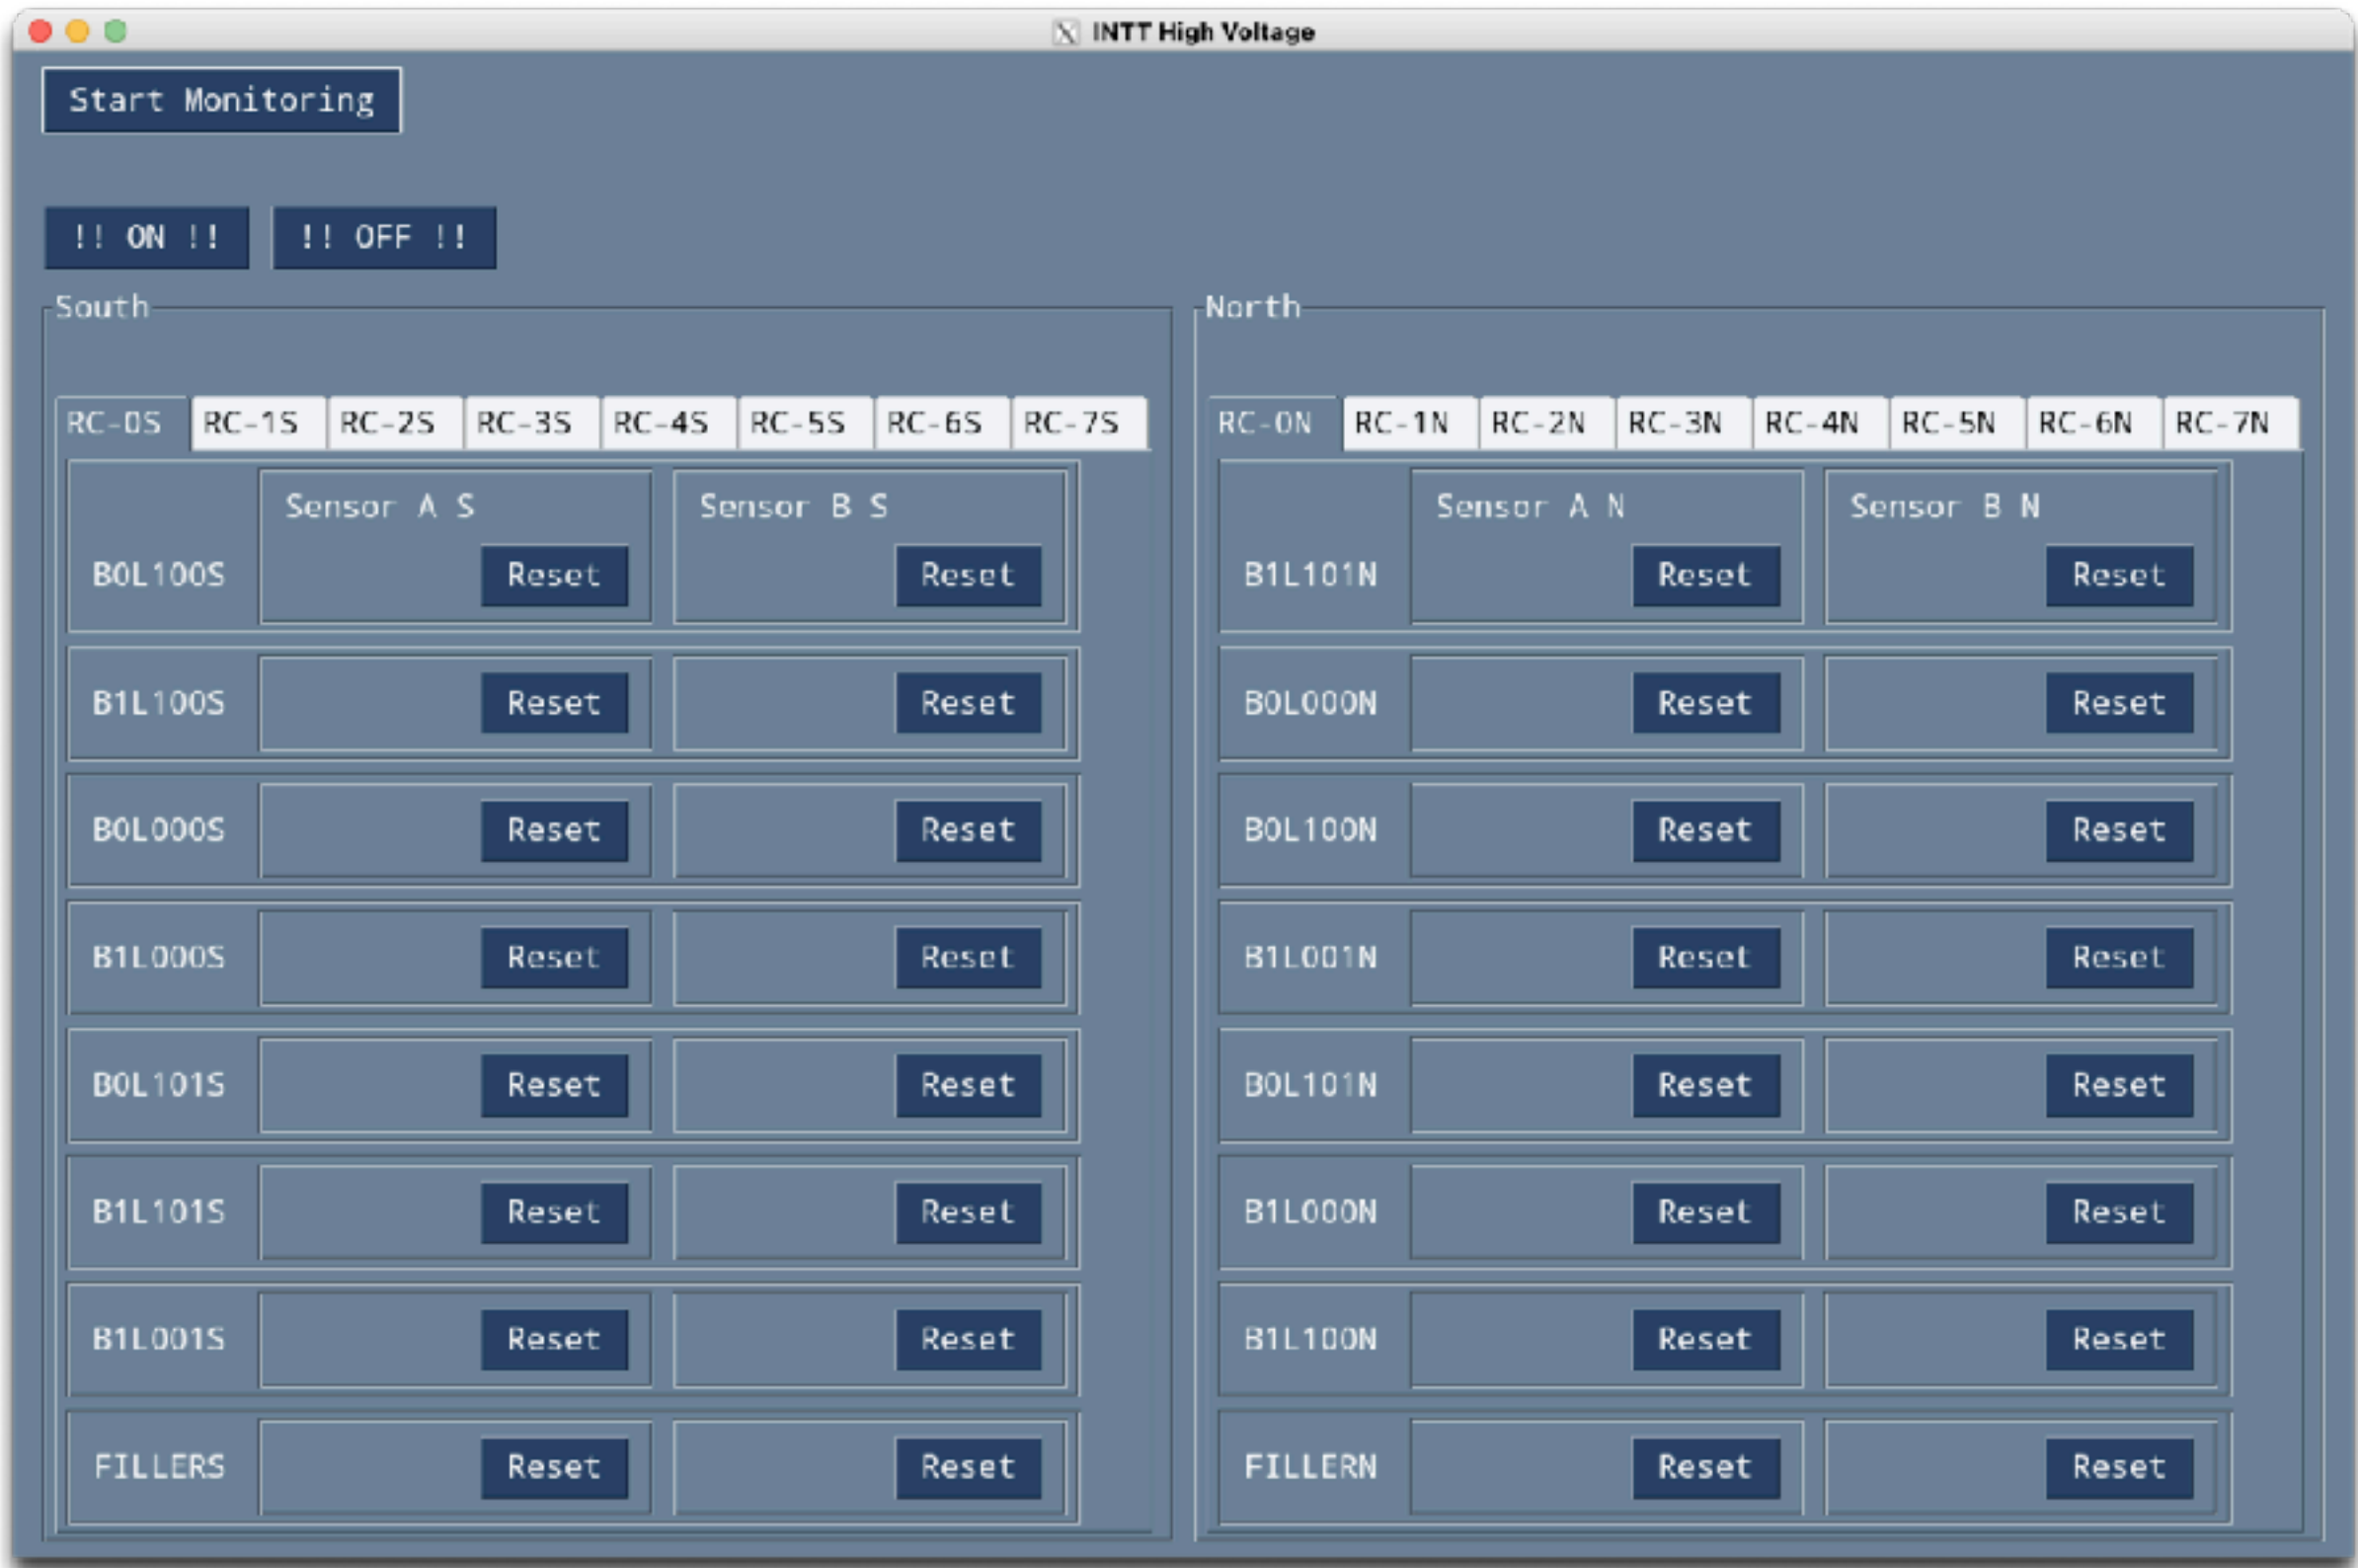 INTT High Voltage
Start Monitoring
!! ON !! !! OFF !!
South
RC-0S RC-1S RC-2S RC-3S RC-4S RC-5S RC-6S RC-7S
Sensor A S Sensor B S
B0L100S Reset Reset
B1L100S Reset Reset
B0L000S Reset Reset
B1L000S Reset Reset
B0L101S Reset Reset
B1L101S Reset Reset
B1L001S Reset Reset
FILLERS Reset Reset
North
RC-0N RC-1N RC-2N RC-3N RC-4N RC-5N RC-6N RC-7N
Sensor A N Sensor B N
B1L101N Reset Reset
B0L000N Reset Reset
B0L100N Reset Reset
B1L001N Reset Reset
B0L101N Reset Reset
B1L000N Reset Reset
B1L100N Reset Reset
FILLERN Reset Reset